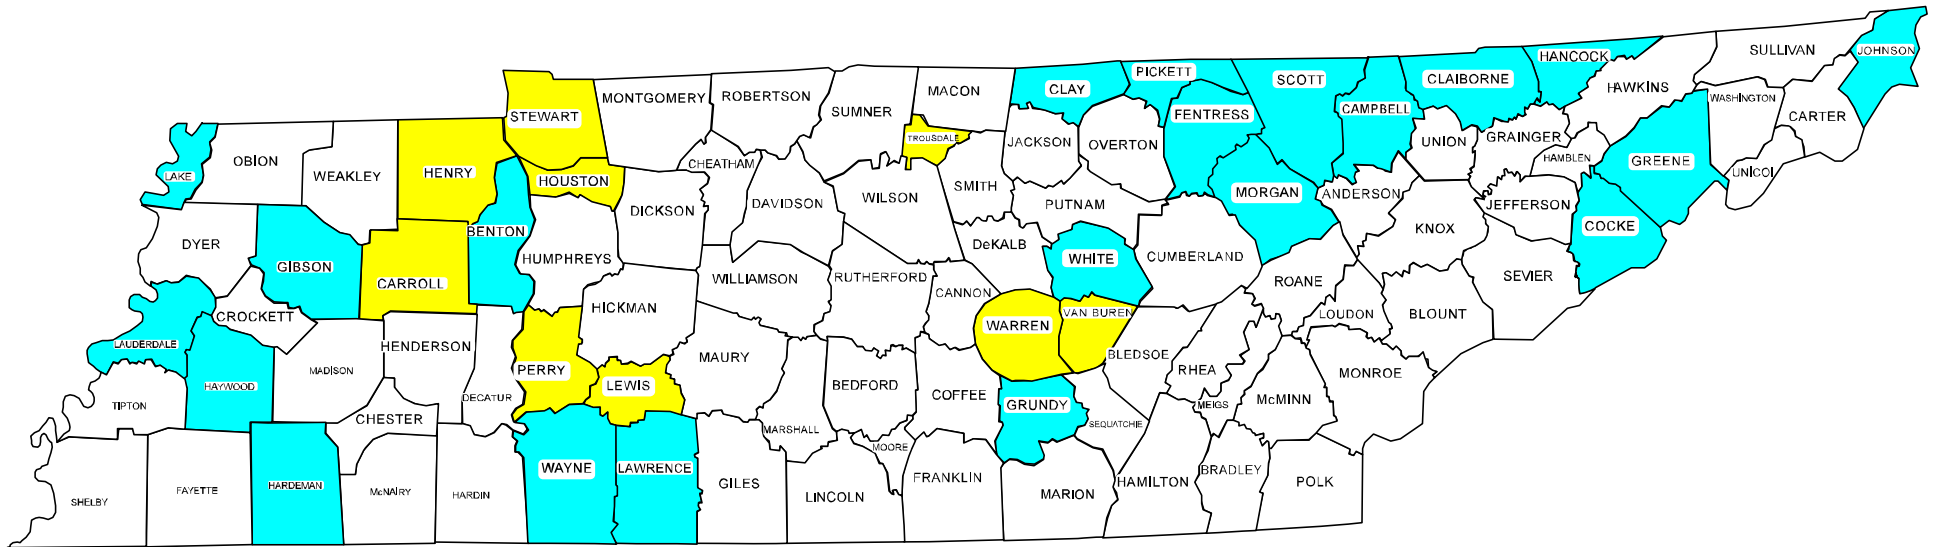 HANCOCK
SULLIVAN
JOHNSON
PICKETT
SCOTT
CLAIBORNE
CLAY
MACON
HAWKINS
WASHINGTON
ROBERTSON
MONTGOMERY
SUMNER
CAMPBELL
FENTRESS
STEWART
CARTER
TROUSDALE
GRAINGER
UNION
JACKSON
OVERTON
HAMBLEN
GREENE
CHEATHAM
OBION
LAKE
WEAKLEY
HENRY
HOUSTON
SMITH
MORGAN
ANDERSON
UNICOI
WILSON
DAVIDSON
DICKSON
PUTNAM
JEFFERSON
COCKE
KNOX
BENTON
DYER
DeKALB
HUMPHREYS
WHITE
CUMBERLAND
GIBSON
SEVIER
WILLIAMSON
RUTHERFORD
CARROLL
ROANE
CANNON
HICKMAN
CROCKETT
VAN BUREN
LOUDON
BLOUNT
WARREN
LAUDERDALE
HENDERSON
MAURY
BLEDSOE
MADISON
PERRY
RHEA
MONROE
HAYWOOD
LEWIS
BEDFORD
DECATUR
COFFEE
McMINN
TIPTON
GRUNDY
MEIGS
CHESTER
SEQUATCHIE
MARSHALL
MOORE
WAYNE
LAWRENCE
BRADLEY
FRANKLIN
GILES
HAMILTON
POLK
HARDEMAN
FAYETTE
McNAIRY
HARDIN
LINCOLN
MARION
SHELBY